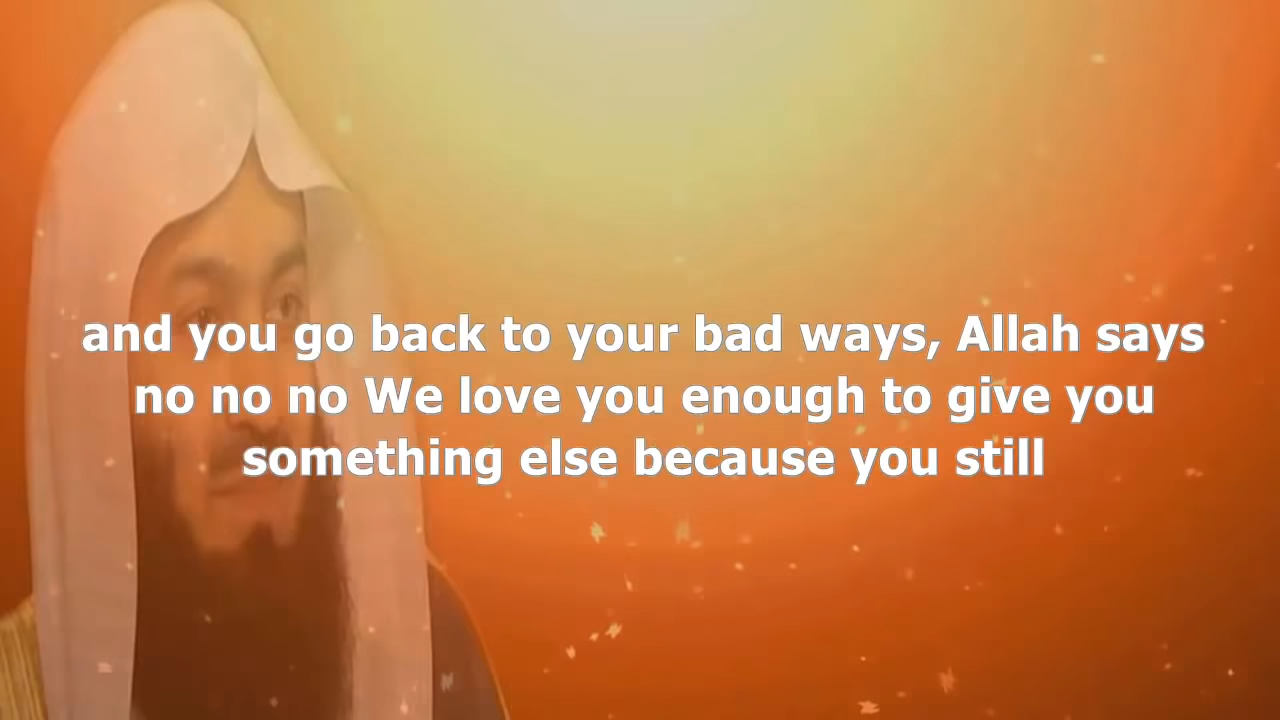 and you go back to your bad ways, Allah says
no no no We love you enough to give you
something else because you still